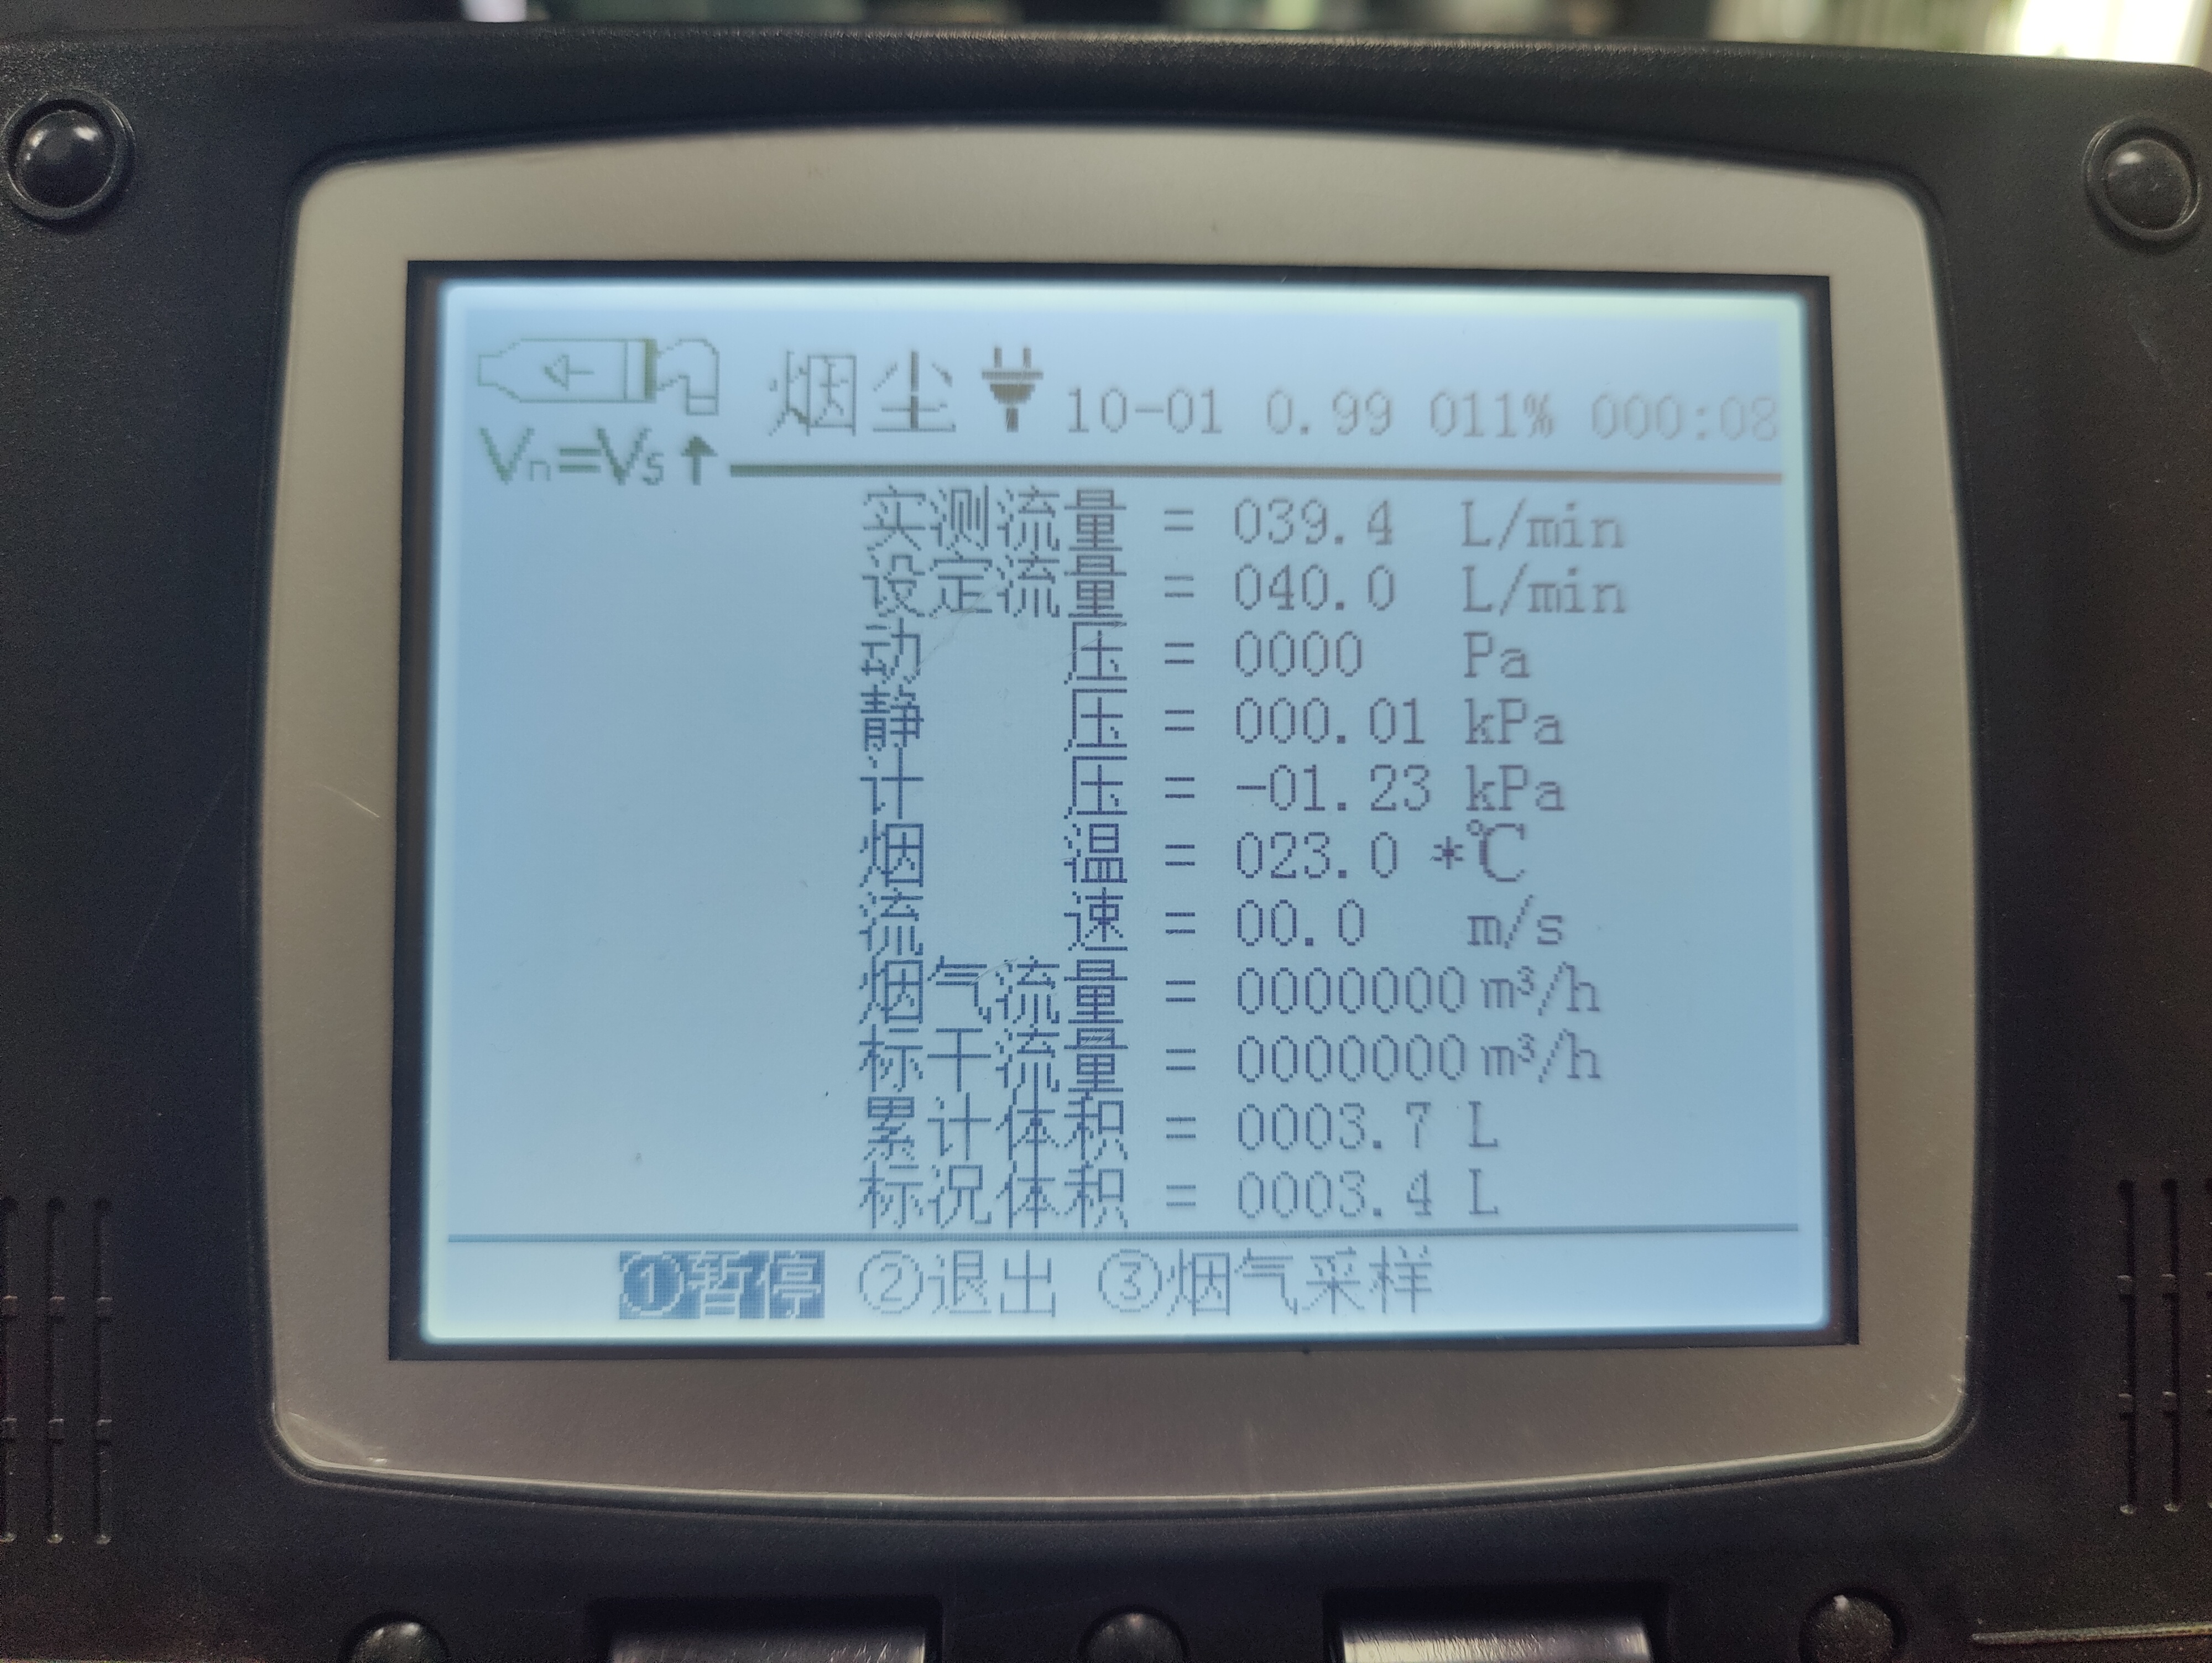 烟尘 10-01 0.99 011% 000:08
Vn=Vs↑
实测流量 = 039.4 L/min
设定流量 = 040.0 L/min
动压 = 0000 Pa
静压 = 000.01 kPa
计压 = -01.23 kPa
烟温 = 023.0 *℃
流速 = 00.0 m/s
烟气流量 = 0000000 m³/h
标干流量 = 0000000 m³/h
累计体积 = 0003.7 L
标况体积 = 0003.4 L
①暂停 ②退出 ③烟气采样